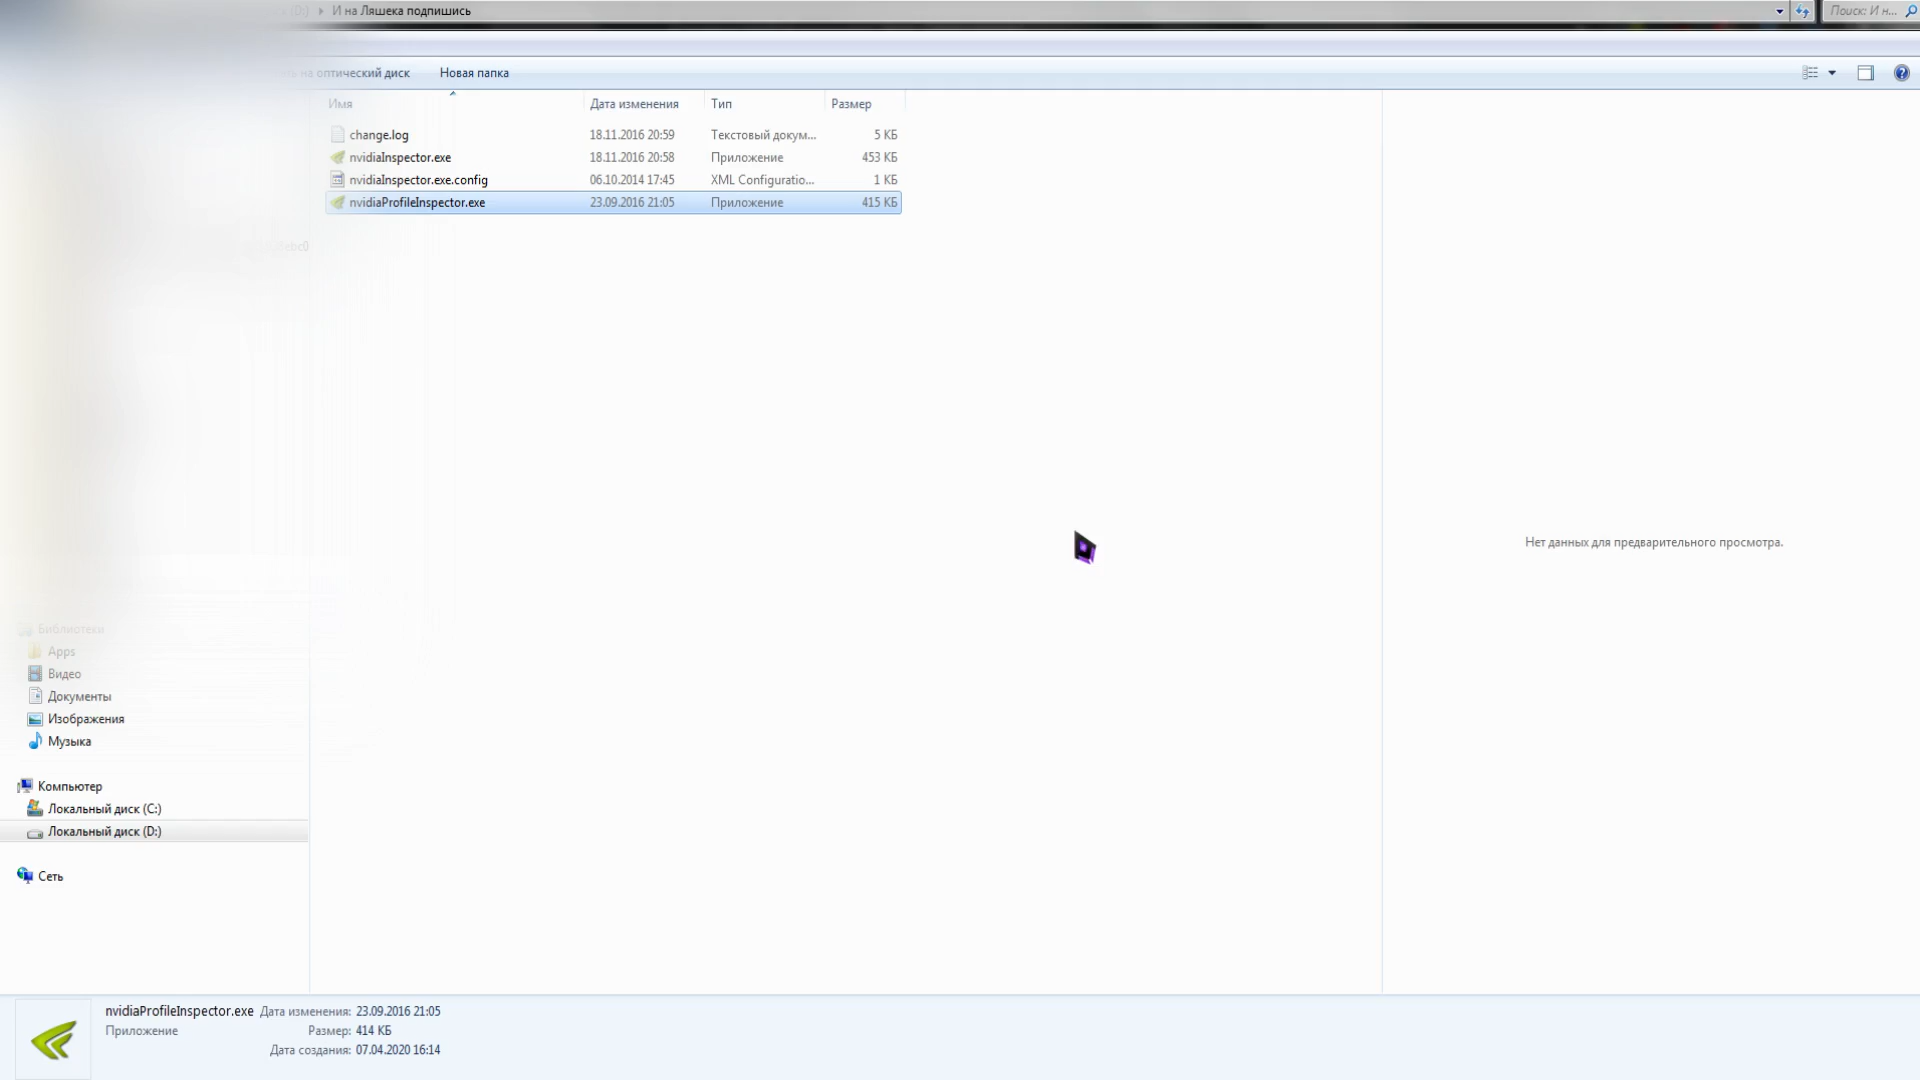 И на Ляшека подпишись
Поиск: И н...
на оптический диск
Новая папка
Имя
Дата изменения
Тип
Размер
change.log
18.11.2016 20:59
Текстовый докум...
5 КБ
nvidiaInspector.exe
18.11.2016 20:58
Приложение
453 КБ
nvidiaInspector.exe.config
06.10.2014 17:45
XML Configuratio...
1 КБ
nvidiaProfileInspector.exe
23.09.2016 21:05
Приложение
415 КБ
Нет данных для предварительного просмотра.
Библиотеки
Apps
Видео
Документы
Изображения
Музыка
Компьютер
Локальный диск (C:)
Локальный диск (D:)
Сеть
nvidiaProfileInspector.exe Дата изменения: 23.09.2016 21:05
Приложение Размер: 414 КБ
Дата создания: 07.04.2020 16:14